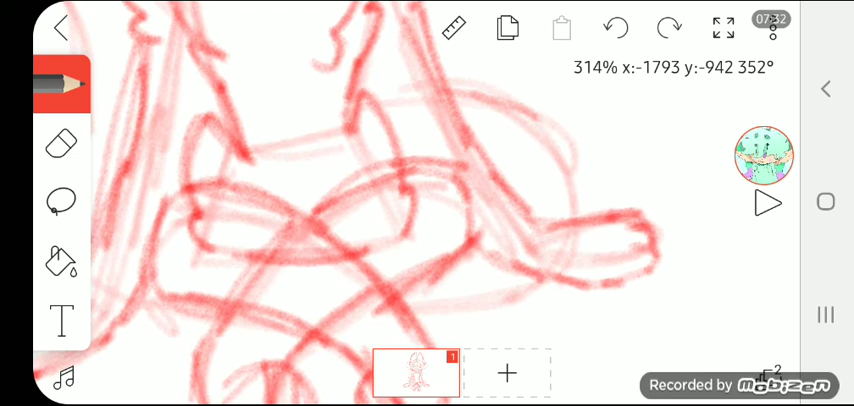 07:32
314% x:-1793 y:-942 352°
T
1
2
Recorded by mobizen